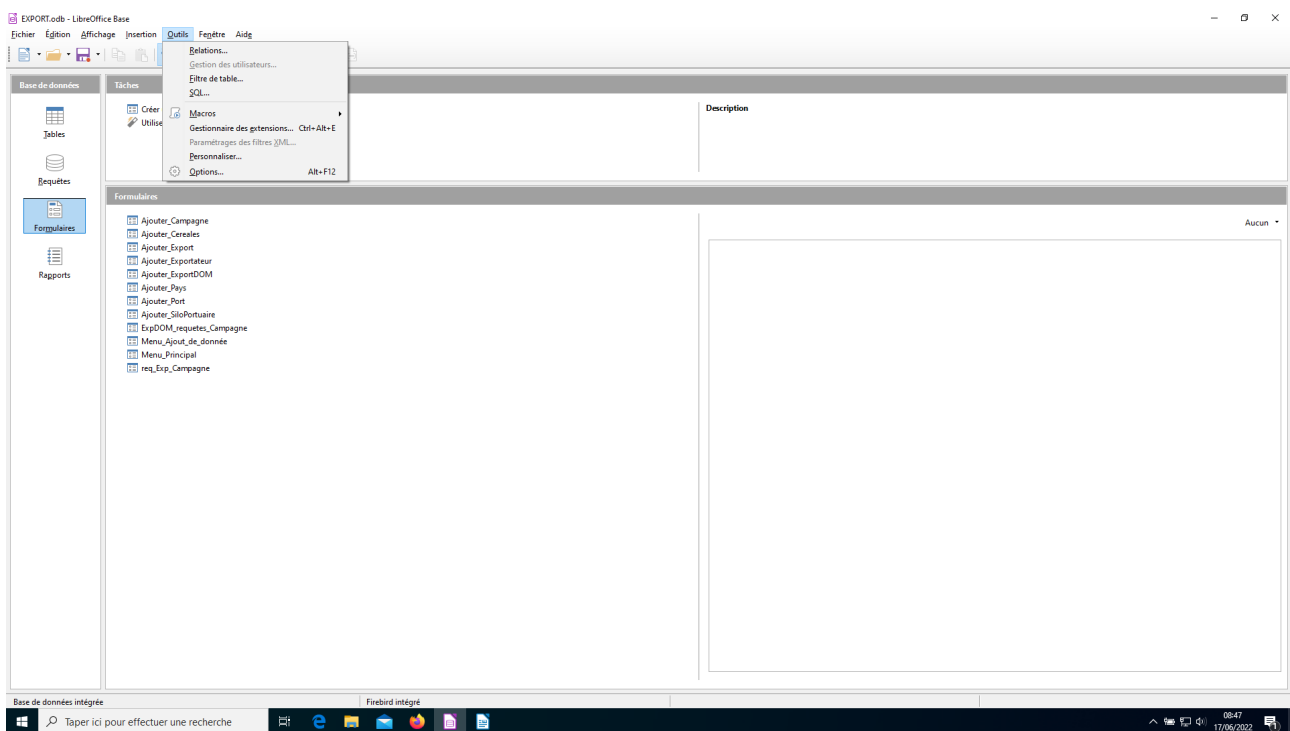 EXPORT.odb - LibreOffice Base
Fichier Édition Affichage Insertion Outils Fenêtre Aide
Relations...
Gestion des utilisateurs...
Filtre de table...
SQL...
Macros
Gestionnaire des extensions... Ctrl+Alt+E
Paramétrages des filtres XML...
Personnaliser...
Options... Alt+F12
Base de données
Tables
Requêtes
Formulaires
Rapports
Tâches
Créer
Utilise
Description
Formulaires
Ajouter_Campagne
Ajouter_Cereales
Ajouter_Export
Ajouter_Exportateur
Ajouter_ExportDOM
Ajouter_Pays
Ajouter_Port
Ajouter_SiloPortuaire
ExpDOM_requetes_Campagne
Menu_Ajout_de_donnée
Menu_Principal
req_Exp_Campagne
Aucun
Base de données intégrée
Firebird intégré
Taper ici pour effectuer une recherche
08:47
17/06/2022
1